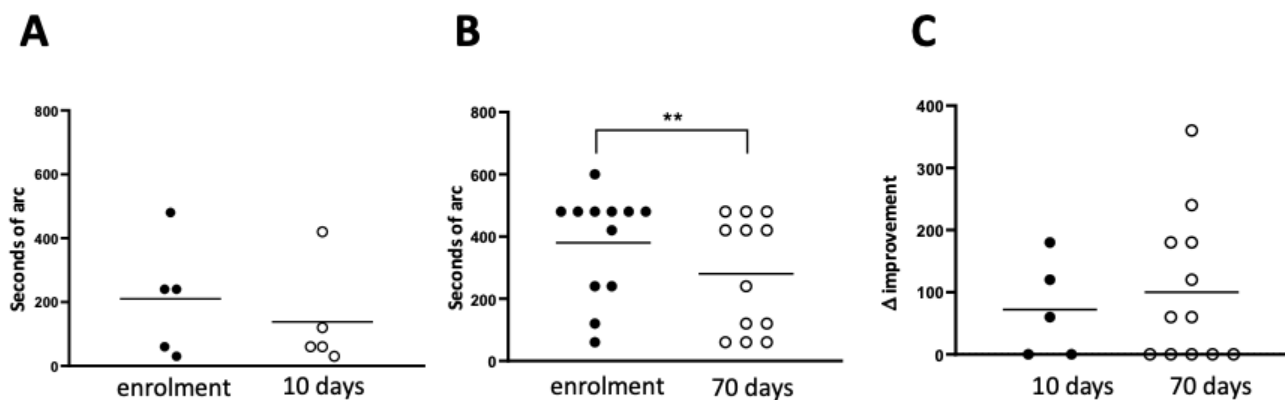 A
Seconds of arc
800
600
400
200
0
enrolment
10 days
B
Seconds of arc
800
600
400
200
0
**
enrolment
70 days
C
Δ improvement
400
300
200
100
0
10 days
70 days